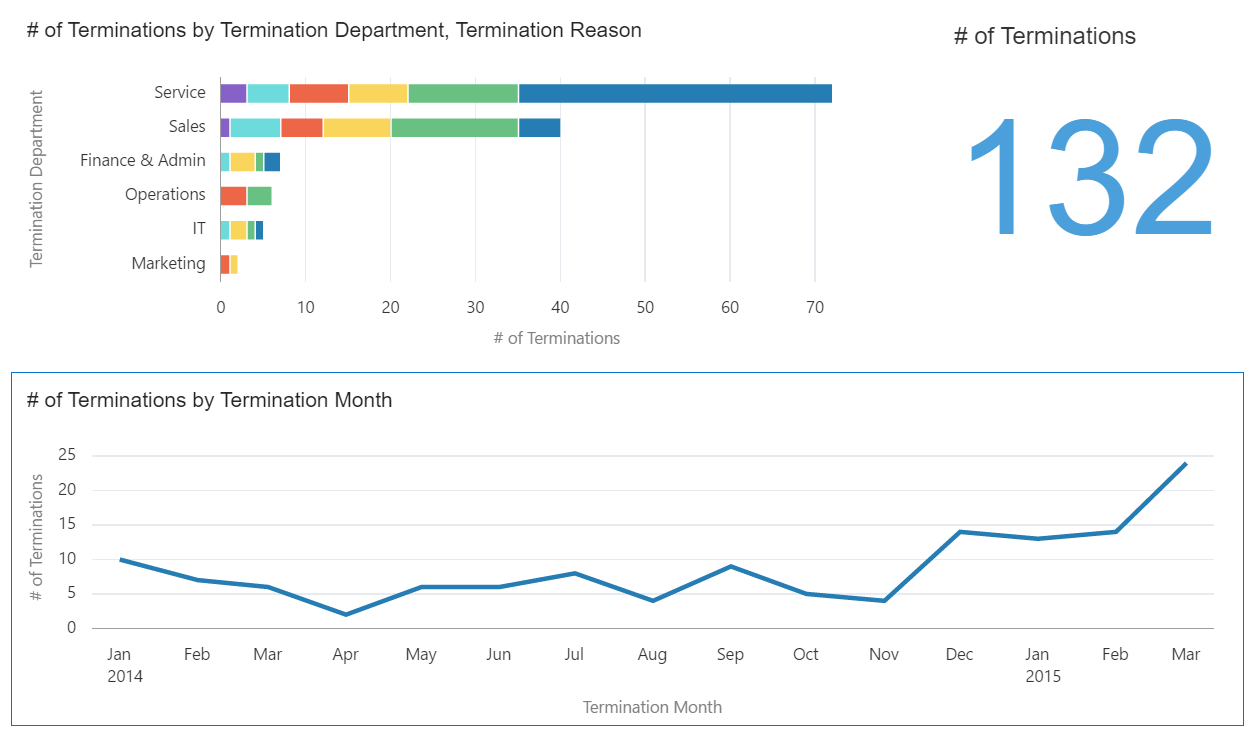 # of Terminations by Termination Department, Termination Reason
Termination Department
Service
Sales
Finance & Admin
Operations
IT
Marketing
0 10 20 30 40 50 60 70
# of Terminations
# of Terminations
132
# of Terminations by Termination Month
# of Terminations
25
20
15
10
5
0
Jan Feb Mar Apr May Jun Jul Aug Sep Oct Nov Dec Jan Feb Mar
2014 2015
Termination Month